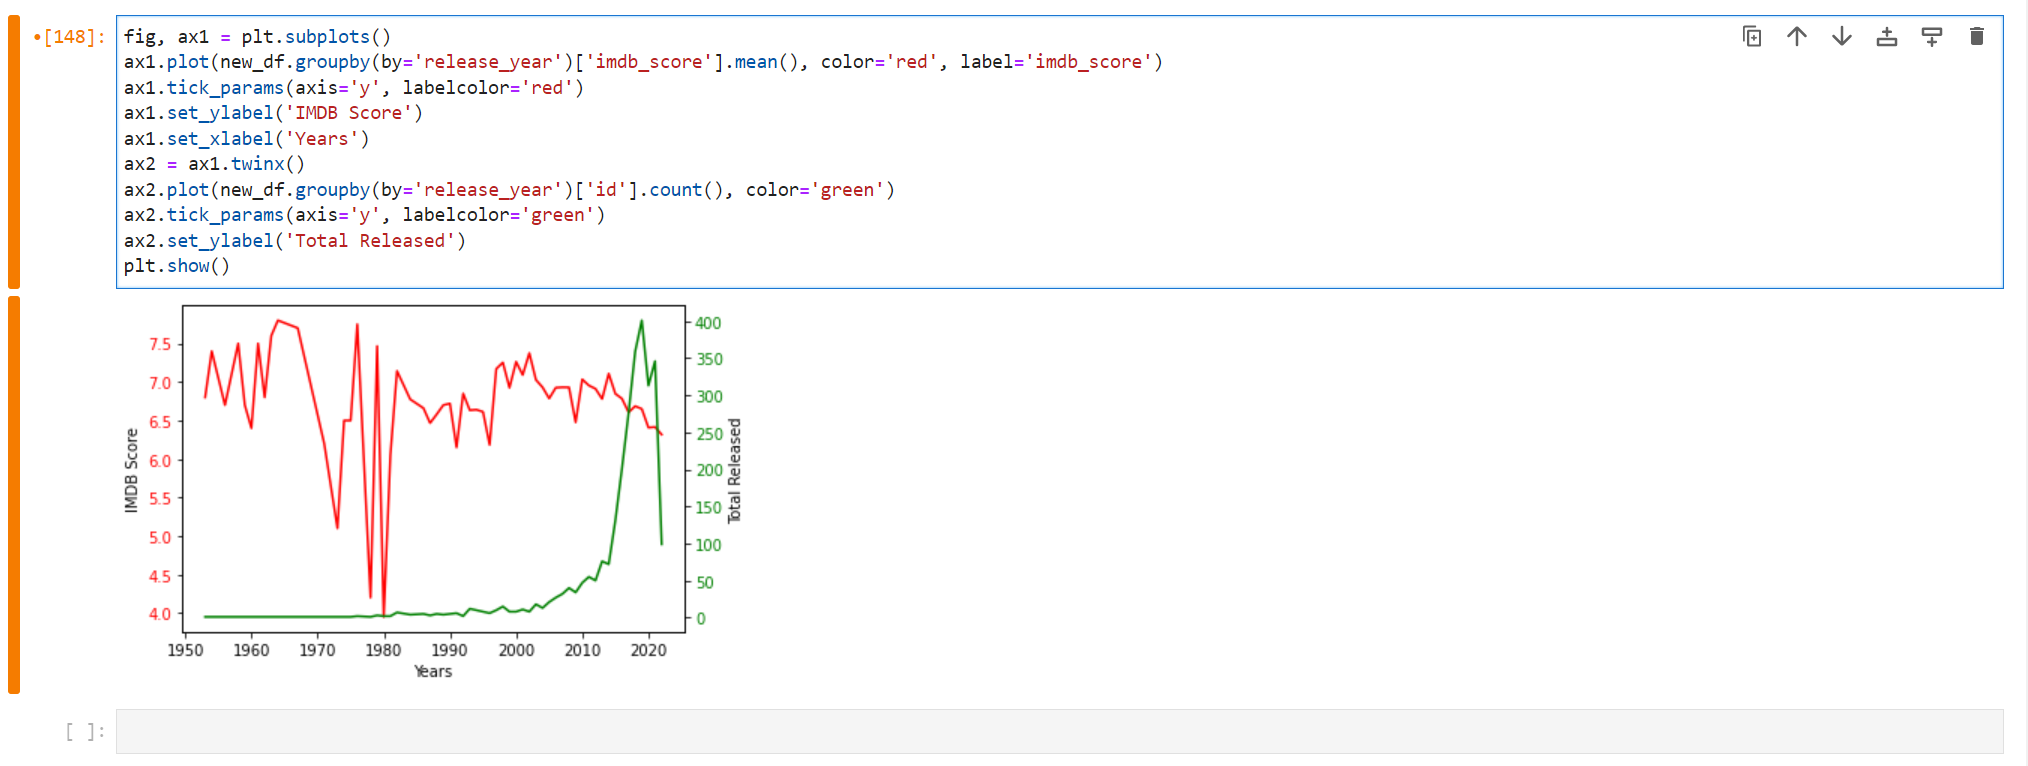 •[148]:
fig, ax1 = plt.subplots()
ax1.plot(new_df.groupby(by='release_year')['imdb_score'].mean(), color='red', label='imdb_score')
ax1.tick_params(axis='y', labelcolor='red')
ax1.set_ylabel('IMDB Score')
ax1.set_xlabel('Years')
ax2 = ax1.twinx()
ax2.plot(new_df.groupby(by='release_year')['id'].count(), color='green')
ax2.tick_params(axis='y', labelcolor='green')
ax2.set_ylabel('Total Released')
plt.show()
IMDB Score
7.5
7.0
6.5
6.0
5.5
5.0
4.5
4.0
400
350
300
250
200
150
100
50
0
Total Released
1950 1960 1970 1980 1990 2000 2010 2020
Years
[ ]: